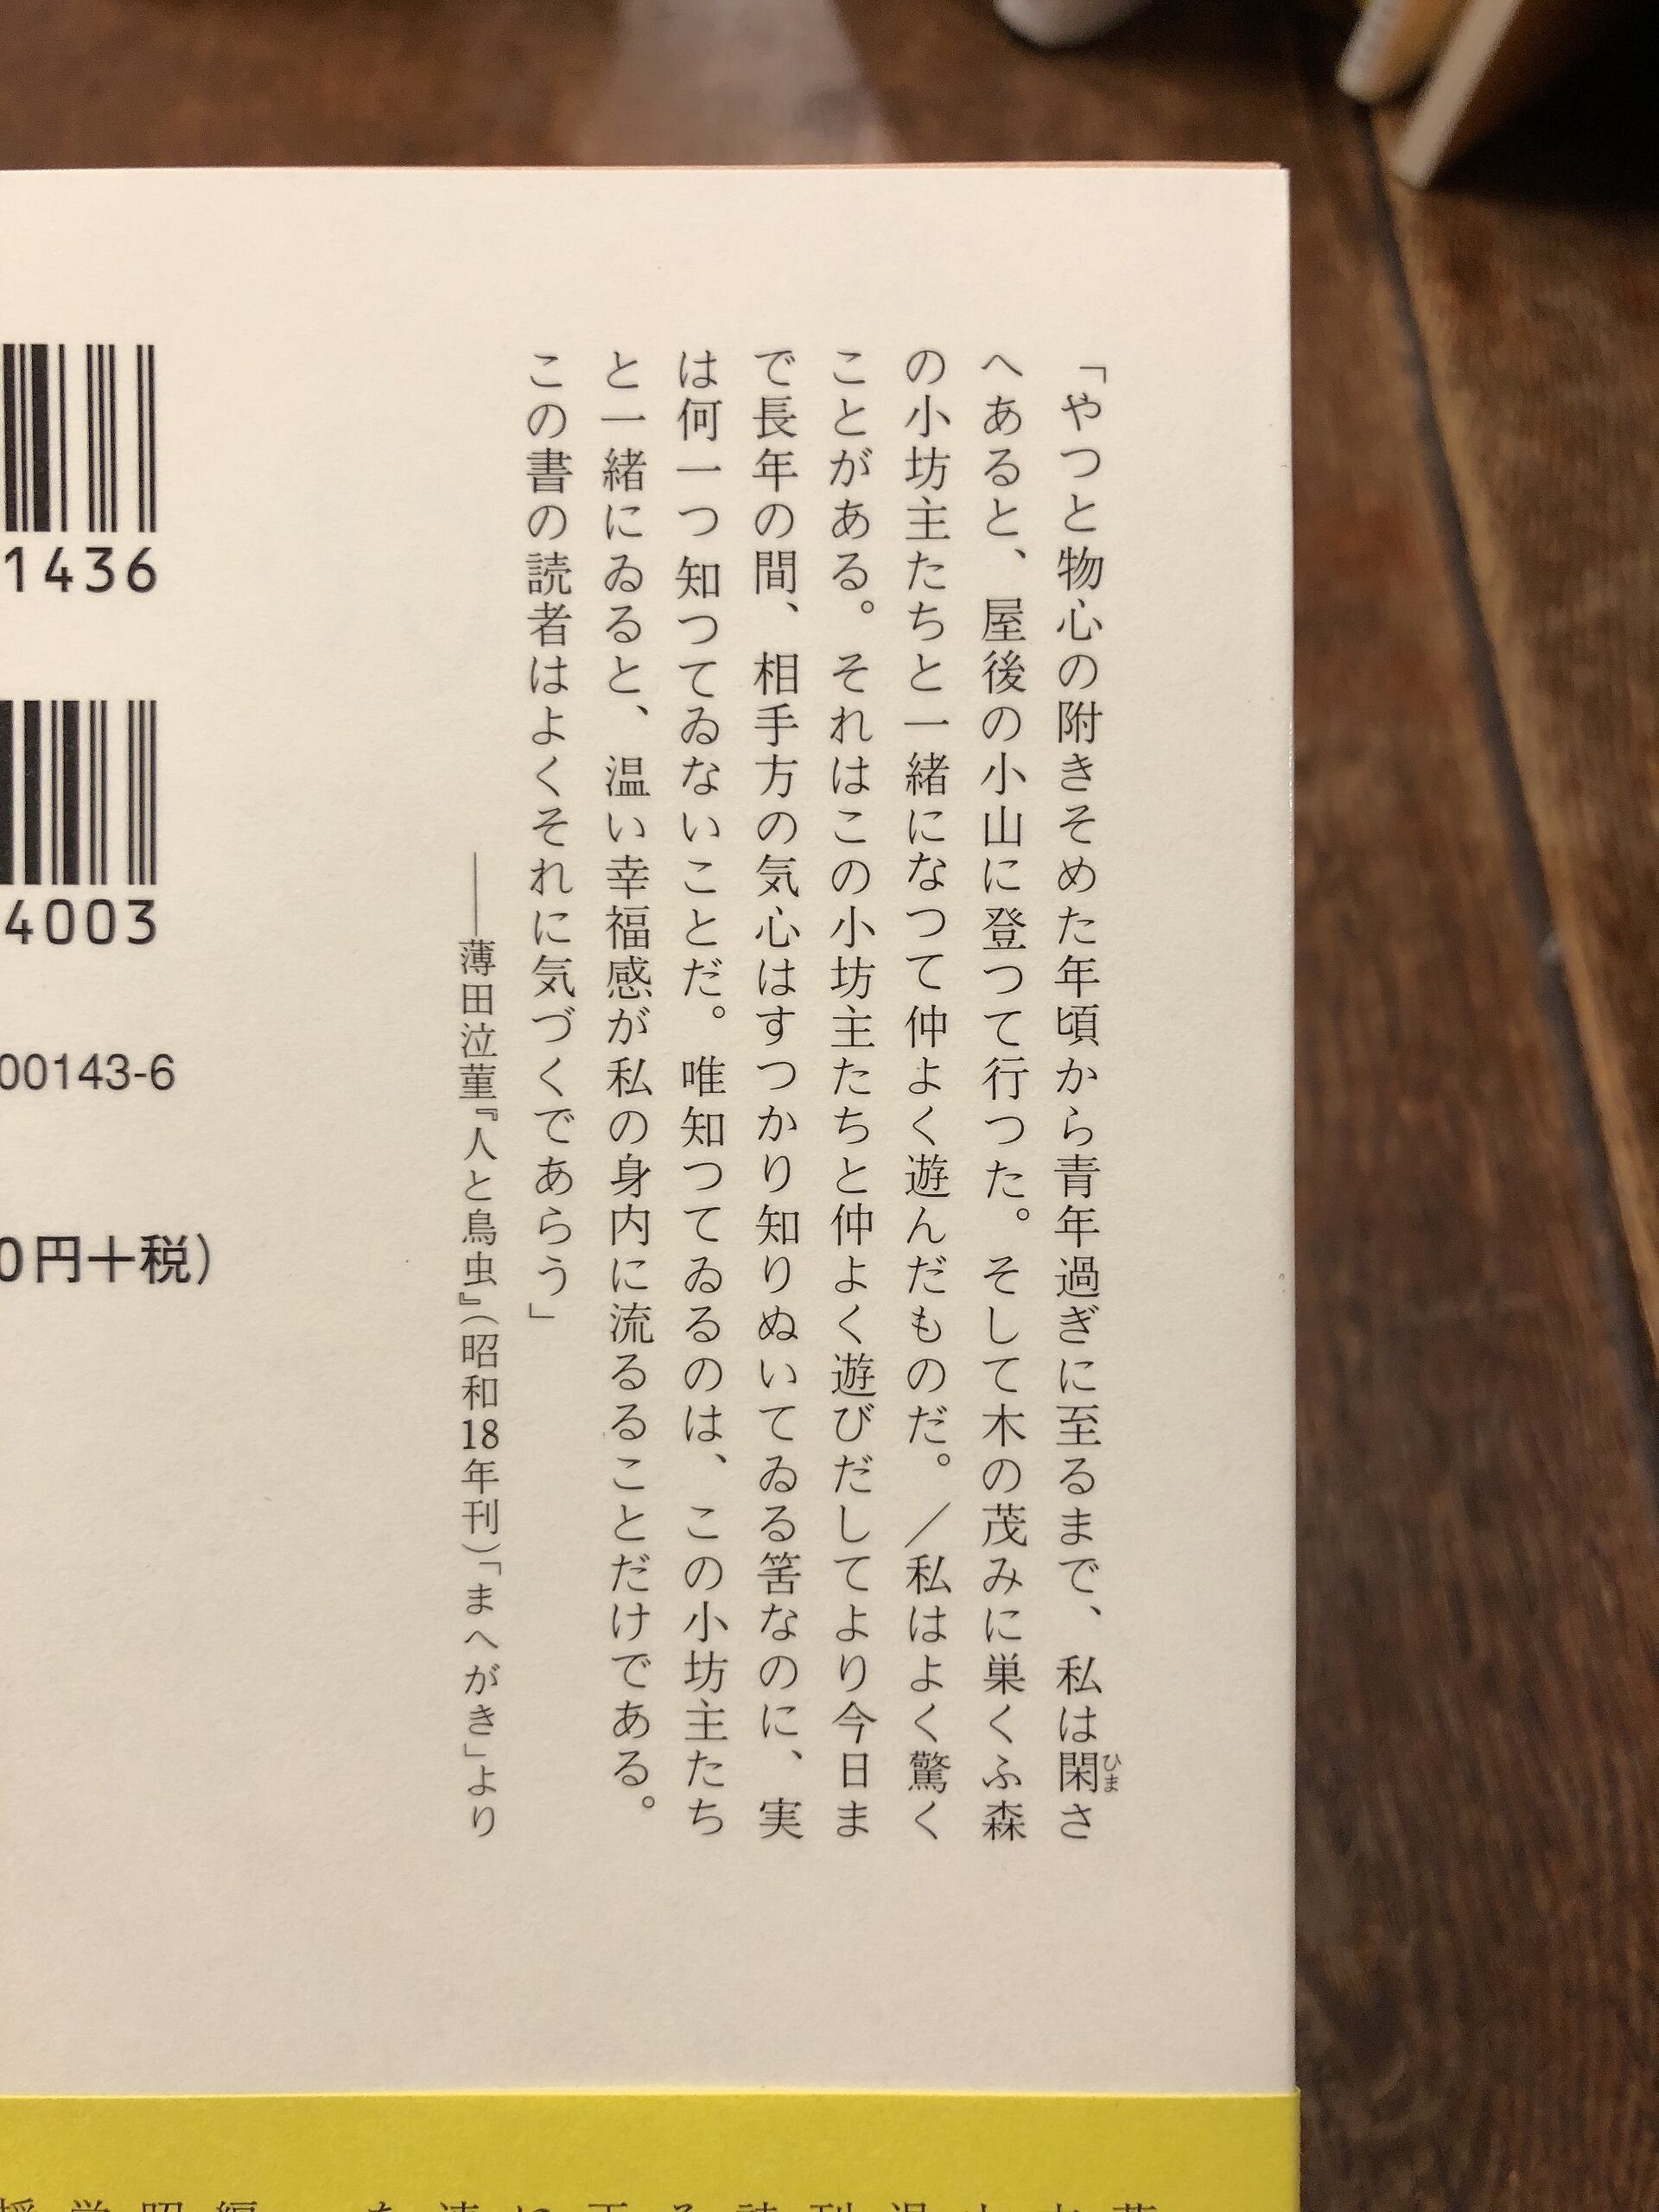 「やつと物心の附きそめた年頃から青年過ぎに至るまで、私は閑さ
ひま
へあると、屋後の小山に登つて行つた。そして木の茂みに巣くふ森
の小坊主たちと一緒になつて仲よく遊んだものだ。／私はよく驚く
ことがある。それはこの小坊主たちと仲よく遊びだしてより今日ま
で長年の間、相手方の気心はすつかり知りぬいてゐる筈なのに、実
は何一つ知つてゐないことだ。唯知つてゐるのは、この小坊主たち
と一緒にゐると、温い幸福感が私の身内に流るることだけである。
この書の読者はよくそれに気づくであらう」
――薄田泣菫『人と鳥虫』（昭和18年刊）「まへがき」より
1436
4003
00143-6
0円＋税）